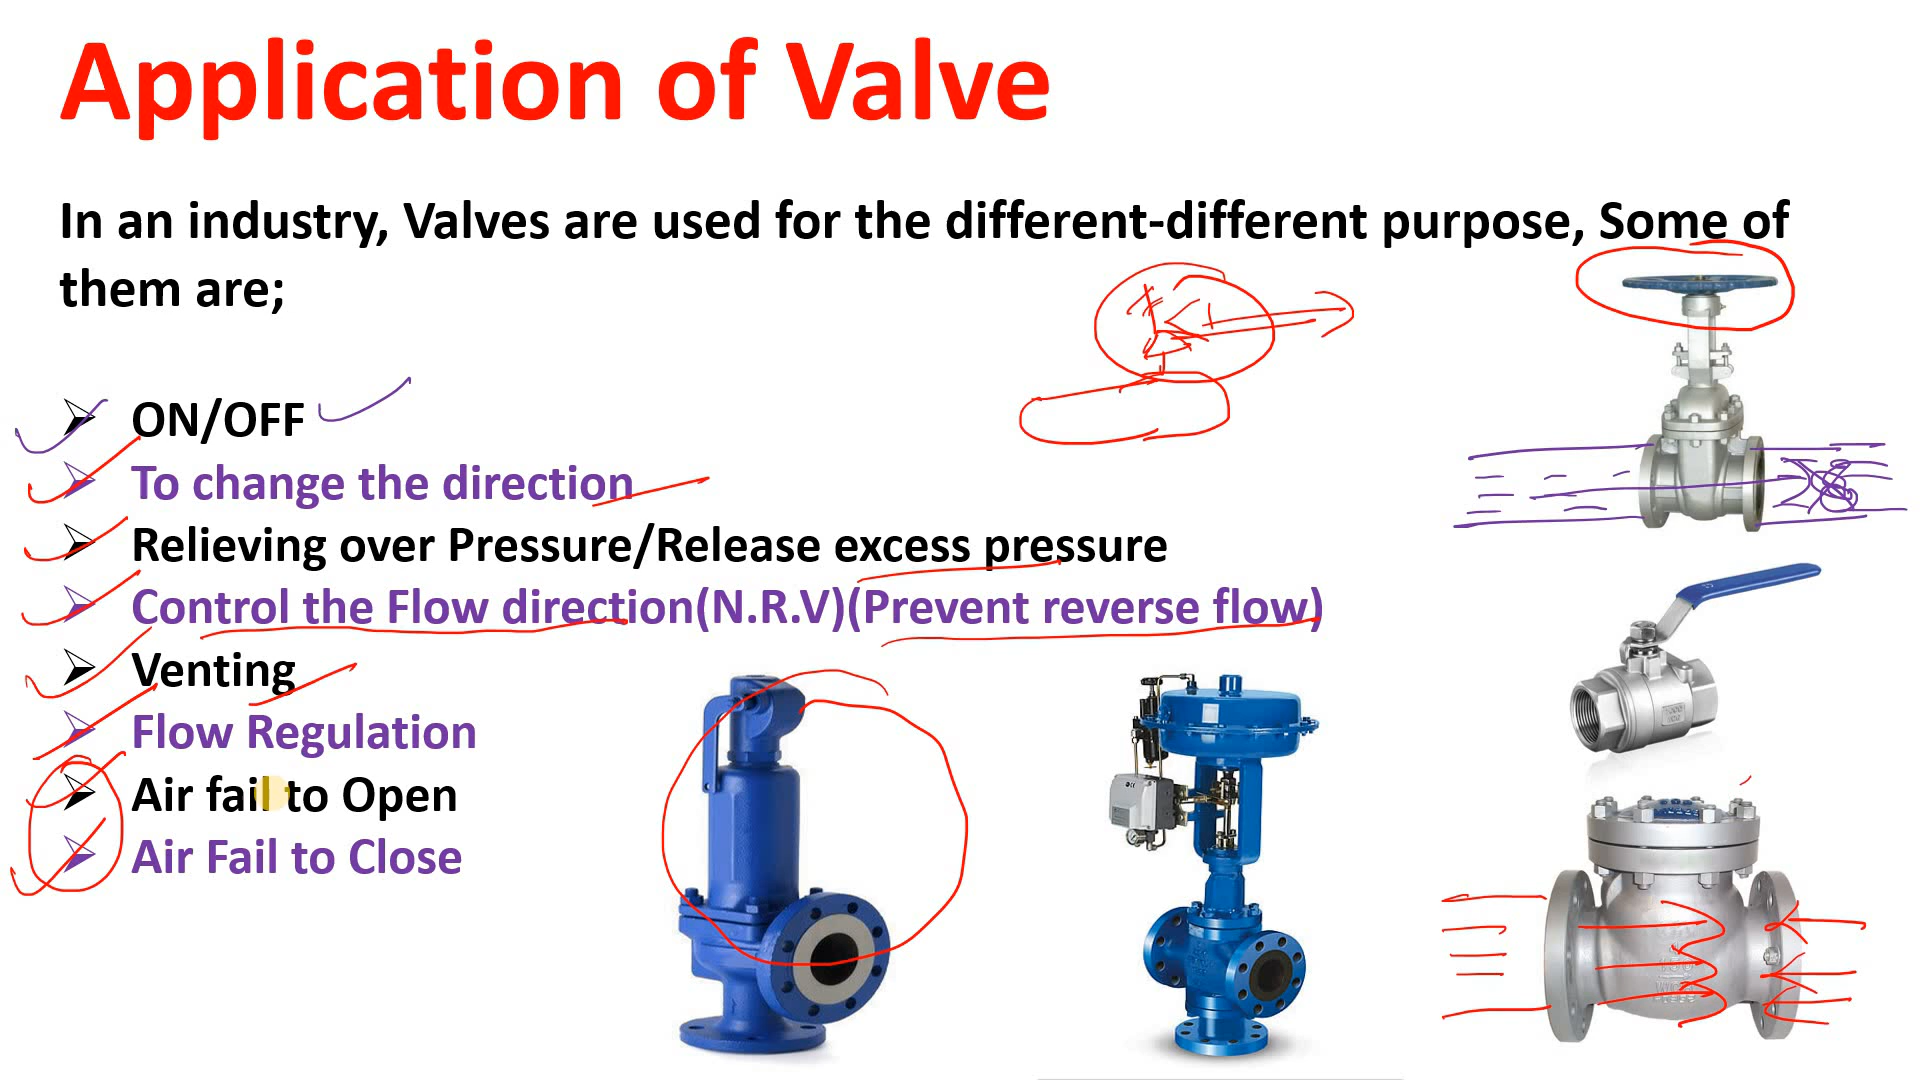 Application of Valve
In an industry, Valves are used for the different-different purpose, Some of
them are;
ON/OFF
To change the direction
Relieving over Pressure/Release excess pressure
Control the Flow direction(N.R.V)(Prevent reverse flow)
Venting
Flow Regulation
Air fail to Open
Air Fail to Close